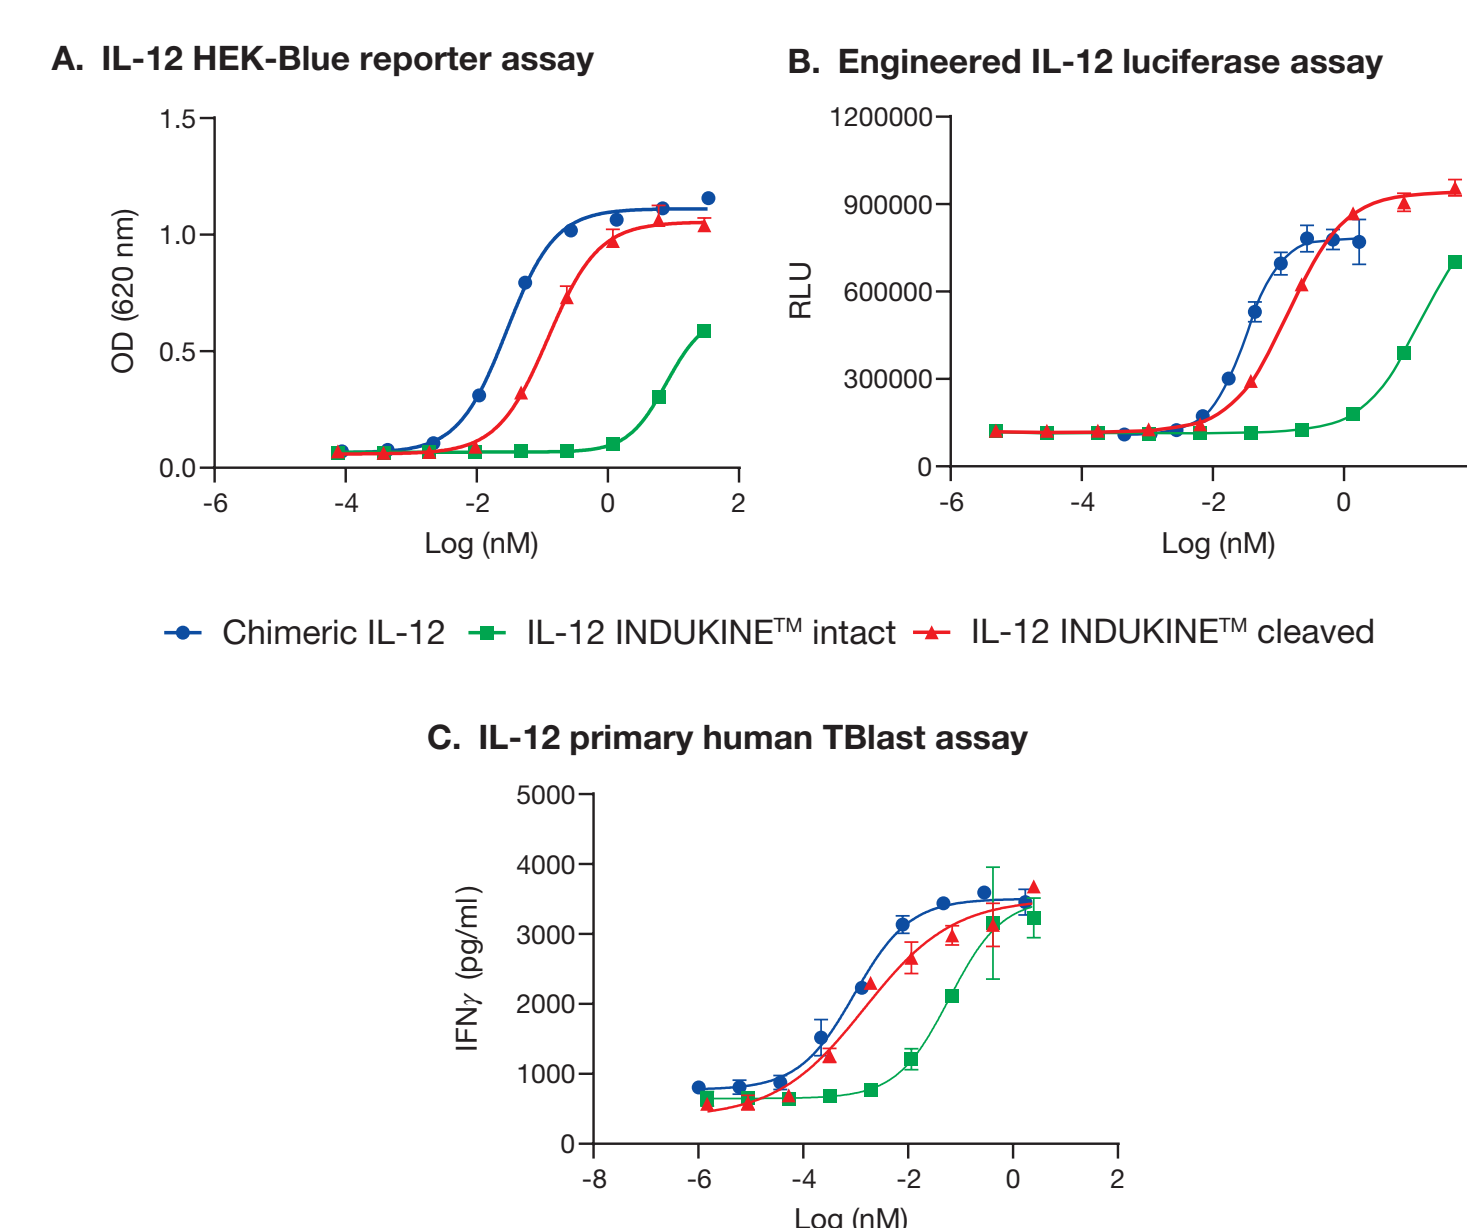 A. IL-12 HEK-Blue reporter assay
1.5
1.0
0.5
0.0
OD (620 nm)
-6 -4 -2 0 2
Log (nM)
B. Engineered IL-12 luciferase assay
1200000
900000
600000
300000
0
RLU
-6 -4 -2 0
Log (nM)
Chimeric IL-12 IL-12 INDUKINE™ intact IL-12 INDUKINE™ cleaved
C. IL-12 primary human TBlast assay
5000
4000
3000
2000
1000
0
IFNγ (pg/ml)
-8 -6 -4 -2 0 2
Log (nM)